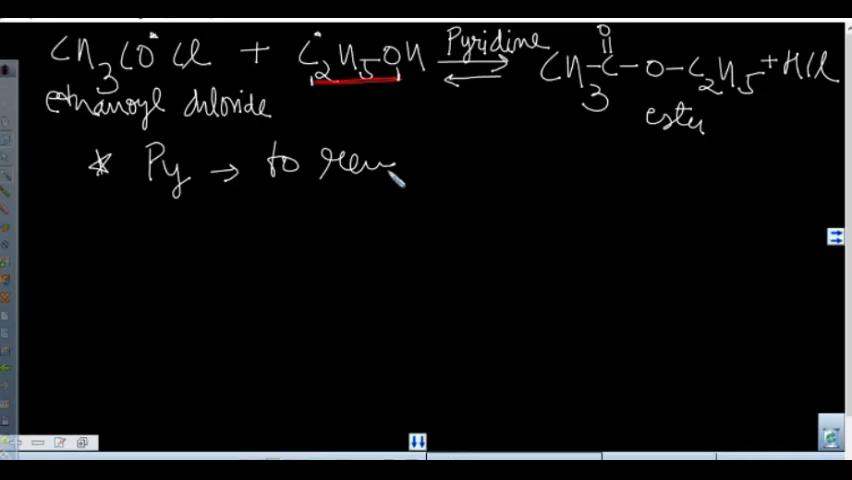 CH3COCl + C2H5OH Pyridine ⇌ CH3-C(=O)-O-C2H5 + HCl
ethanoyl chloride ester
* Py → to rem